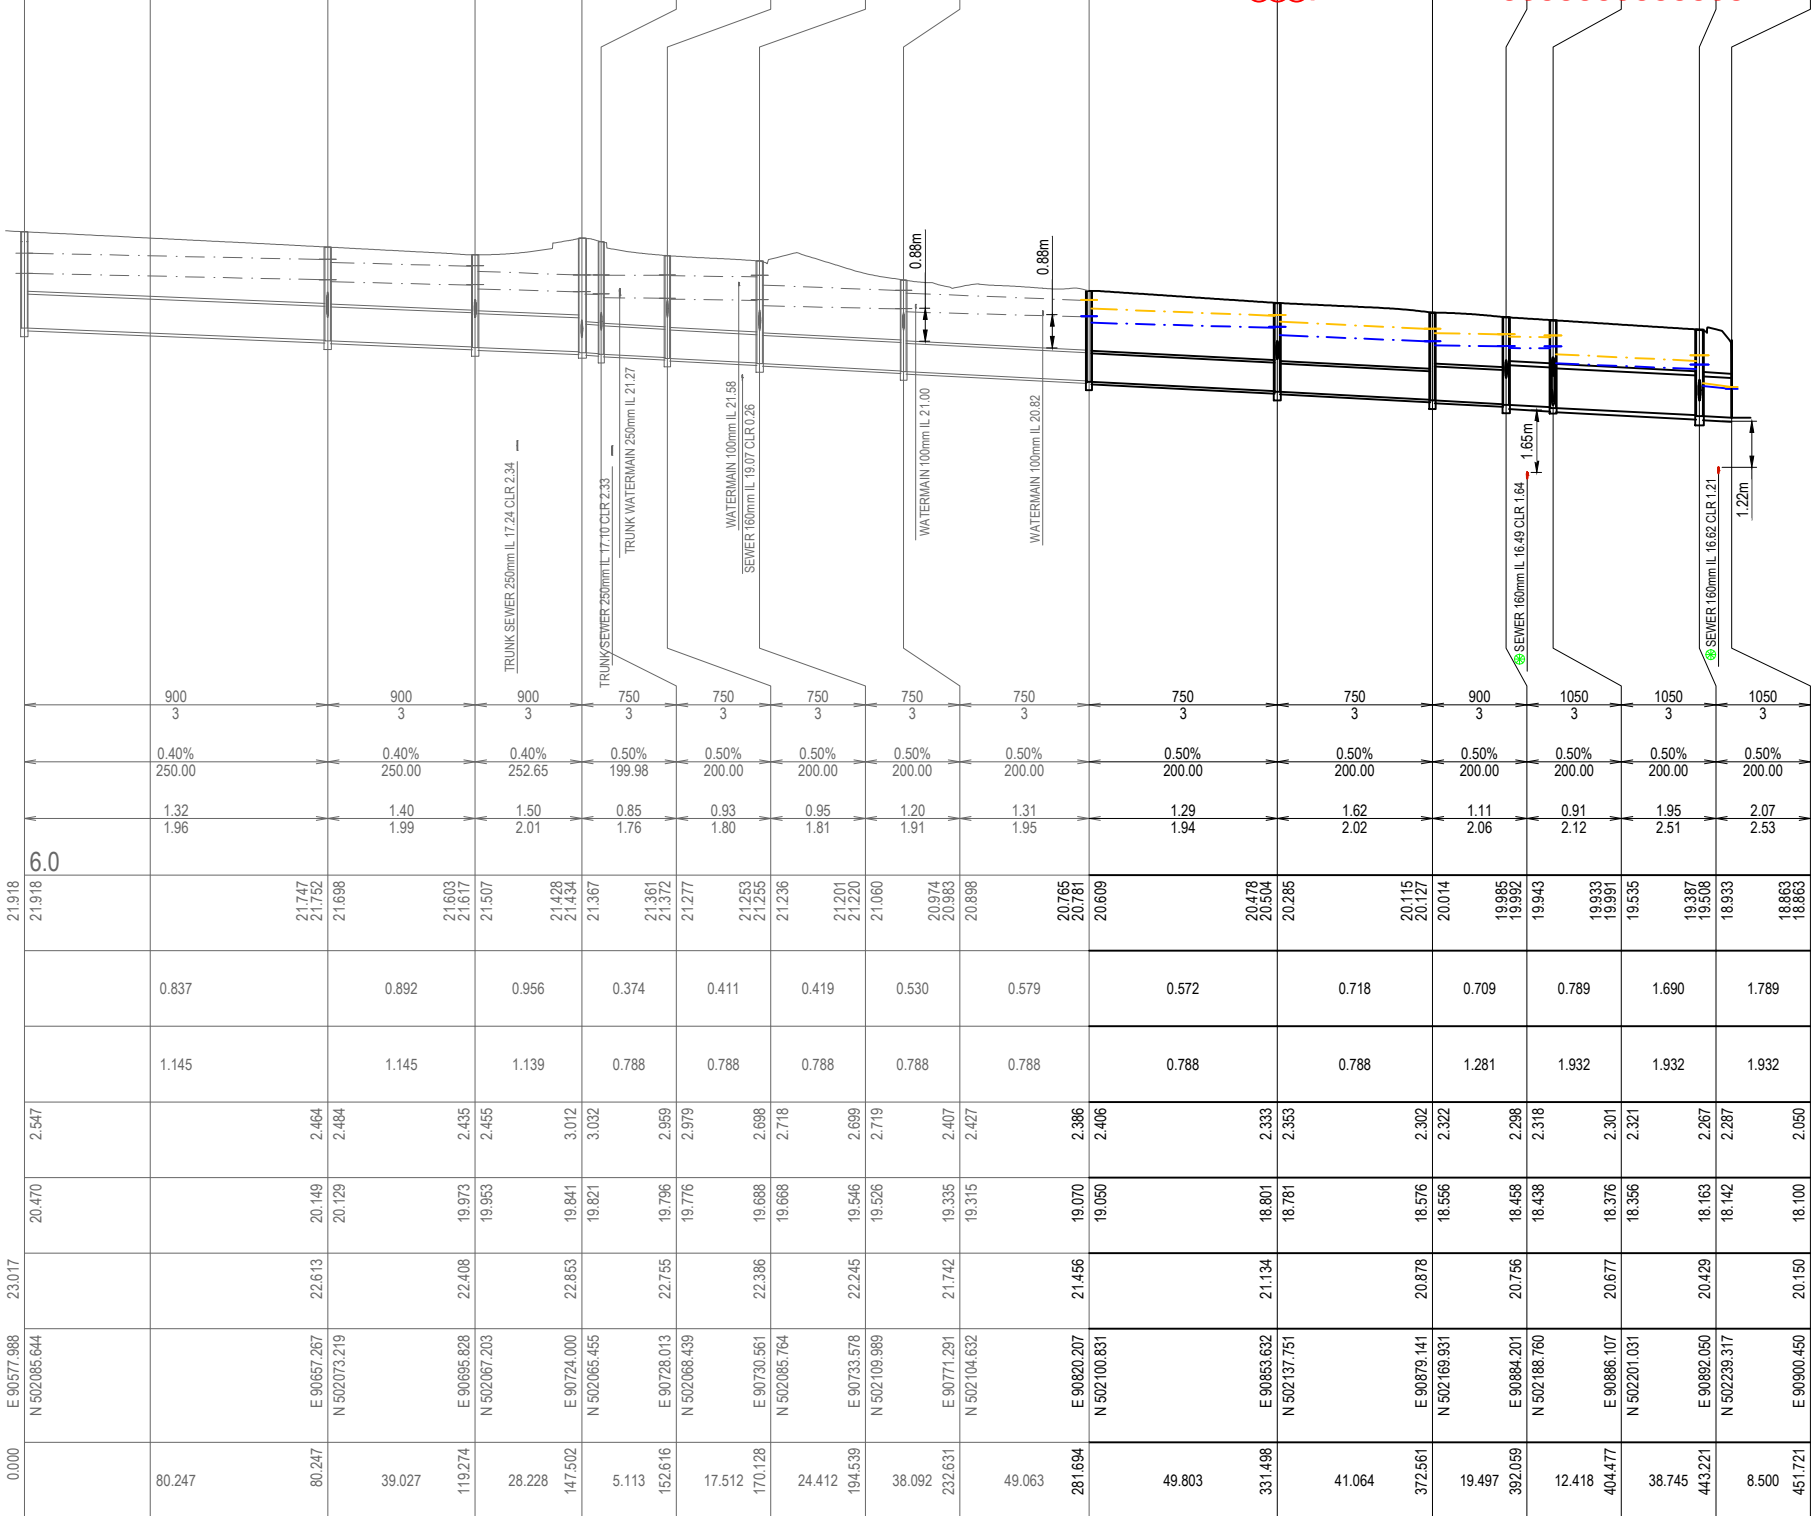 0.88m
0.88m
1.65m
1.22m
TRUNK SEWER 250mm IL 17.24 CLR 2.34
TRUNK SEWER 250mm IL 17.10 CLR 2.33
TRUNK WATERMAIN 250mm IL 21.27
WATERMAIN 100mm IL 21.58
SEWER 160mm IL 19.07 CLR 0.26
WATERMAIN 100mm IL 21.00
WATERMAIN 100mm IL 20.82
SEWER 160mm IL 16.49 CLR 1.64
SEWER 160mm IL 16.62 CLR 1.21
900 900 900 750 750 750 750 750 750 750 900 1050 1050 1050
3 3 3 3 3 3 3 3 3 3 3 3 3 3
0.40% 0.40% 0.40% 0.50% 0.50% 0.50% 0.50% 0.50% 0.50% 0.50% 0.50% 0.50% 0.50% 0.50%
250.00 250.00 252.65 199.98 200.00 200.00 200.00 200.00 200.00 200.00 200.00 200.00 200.00 200.00
1.32 1.40 1.50 0.85 0.93 0.95 1.20 1.31 1.29 1.62 1.11 0.91 1.95 2.07
1.96 1.99 2.01 1.76 1.80 1.81 1.91 1.95 1.94 2.02 2.06 2.12 2.51 2.53
6.0
21.918 21.918 21.747 21.752 21.698 21.603 21.617 21.507 21.428 21.434 21.367 21.361 21.372 21.277 21.253 21.255 21.236 21.201 21.220 21.060 20.974 20.983 20.898 20.765 20.781 20.609 20.478 20.504 20.285 20.115 20.127 20.014 19.985 19.992 19.943 19.933 19.991 19.535 19.387 19.508 18.933 18.863 18.863
0.837 0.892 0.956 0.374 0.411 0.419 0.530 0.579 0.572 0.718 0.709 0.789 1.690 1.789
1.145 1.145 1.139 0.788 0.788 0.788 0.788 0.788 0.788 0.788 1.281 1.932 1.932 1.932
2.547 2.464 2.484 2.435 2.455 3.012 3.032 2.959 2.979 2.698 2.718 2.699 2.719 2.407 2.427 2.386 2.406 2.333 2.353 2.302 2.322 2.298 2.318 2.301 2.321 2.267 2.287 2.050
20.470 20.149 20.129 19.973 19.953 19.841 19.821 19.796 19.776 19.688 19.668 19.546 19.526 19.335 19.315 19.070 19.050 18.801 18.781 18.576 18.556 18.458 18.438 18.376 18.356 18.163 18.142 18.100
23.017 22.613 22.408 22.853 22.755 22.386 22.245 21.742 21.456 21.134 20.878 20.756 20.677 20.429 20.150
E 90577.988 N 502085.644 E 90657.267 N 502073.219 E 90695.828 N 502067.203 E 90724.000 N 502065.455 E 90728.013 N 502068.439 E 90730.561 N 502085.764 E 90733.578 N 502109.989 E 90771.291 N 502104.632 E 90820.207 N 502100.831 E 90853.632 N 502137.751 E 90879.141 N 502169.931 E 90884.201 N 502188.760 E 90886.107 N 502201.031 E 90892.050 N 502239.317 E 90900.450
0.000 80.247 80.247 39.027 119.274 28.228 147.502 5.113 152.616 17.512 170.128 24.412 194.539 38.092 232.631 49.063 281.694 49.803 331.498 41.064 372.561 19.497 392.059 12.418 404.477 38.745 443.221 8.500 451.721